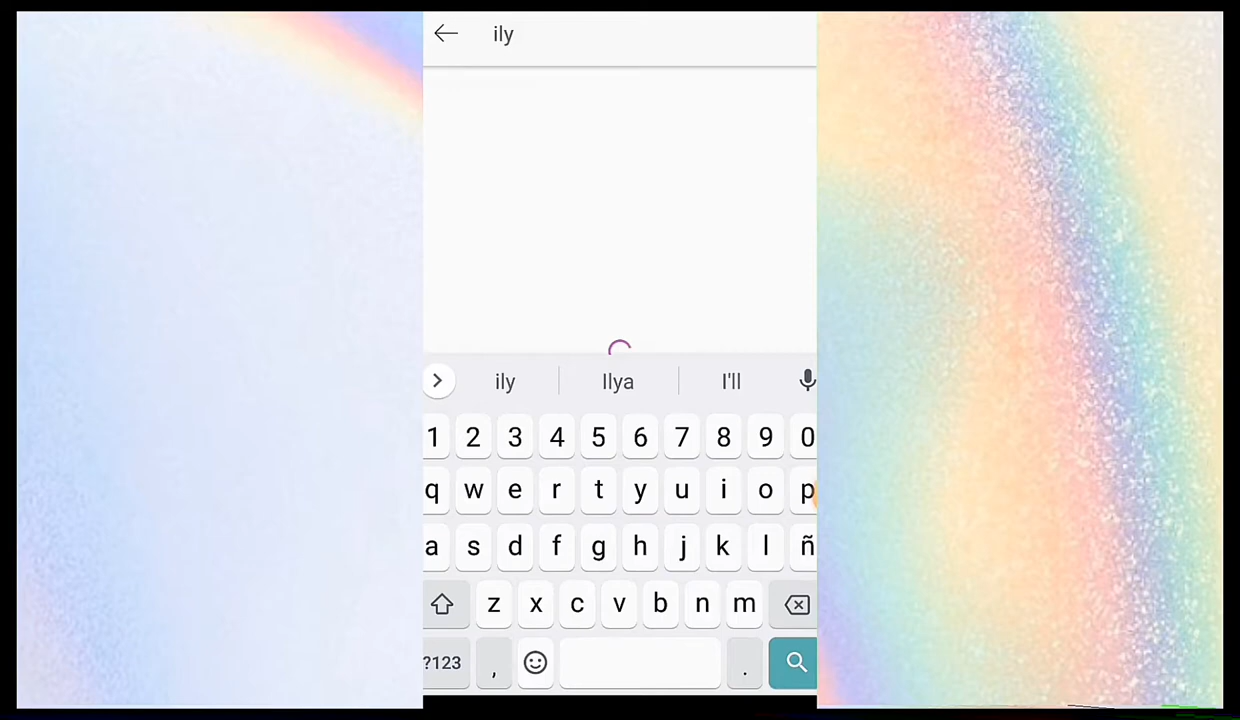 ily
ily Ilya I'll
1 2 3 4 5 6 7 8 9 0
q w e r t y u i o p
a s d f g h j k l ñ
z x c v b n m
?123 , .